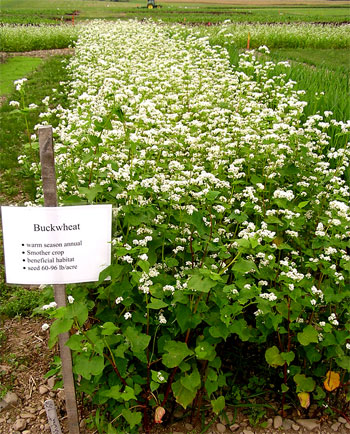 Buckwheat
• warm season annual
• Smother crop
• beneficial habitat
• seed 60-96 lb/acre